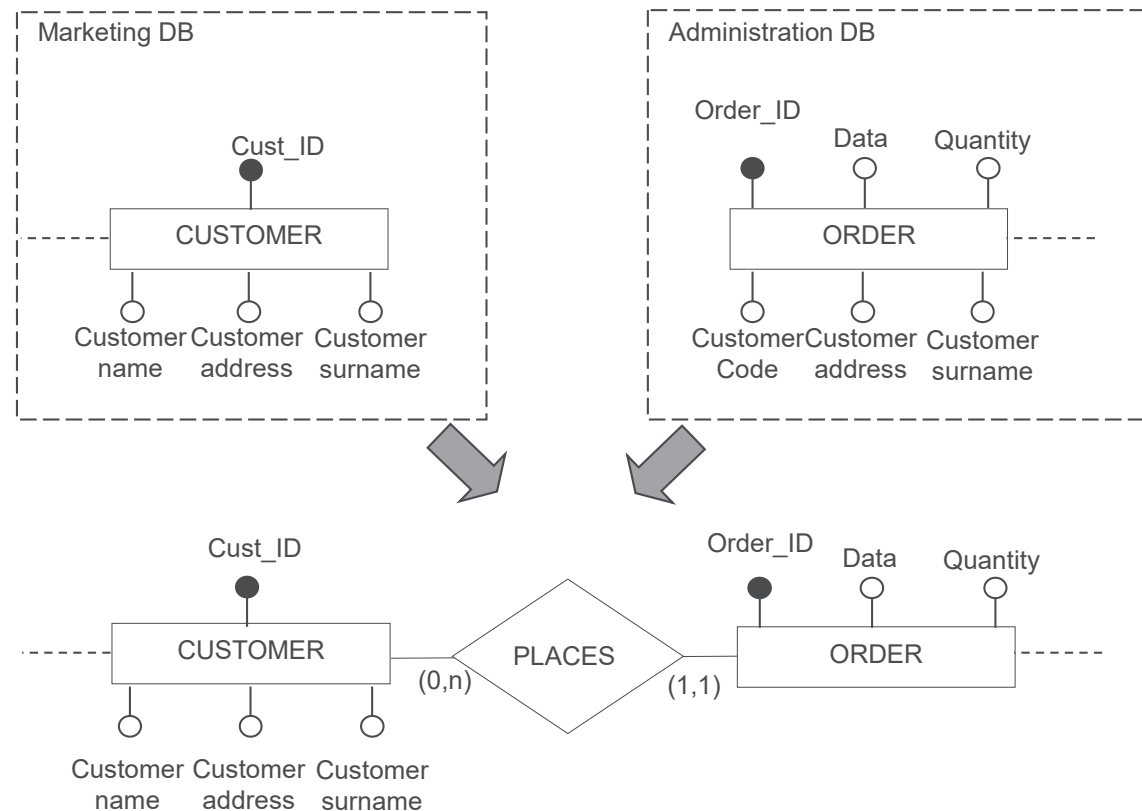 Marketing DB
Administration DB
Cust_ID
Order_ID
Data
Quantity
CUSTOMER
ORDER
Customer
name
Customer
address
Customer
surname
Customer
Code
Customer
address
Customer
surname
Cust_ID
Order_ID
Data
Quantity
CUSTOMER
PLACES
ORDER
(0,n)
(1,1)
Customer
name
Customer
address
Customer
surname